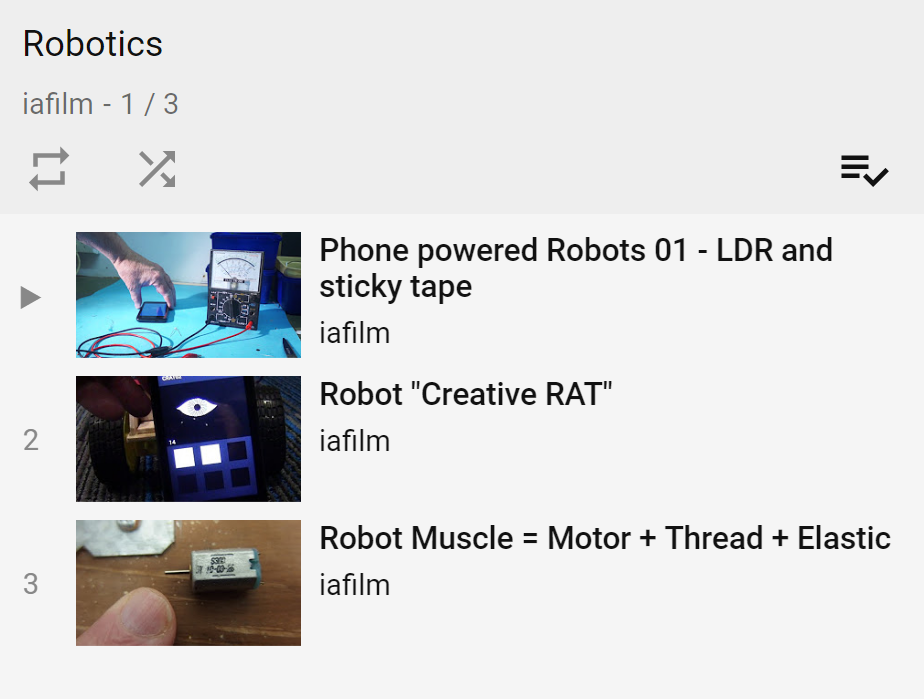 Robotics
iafilm - 1 / 3
Phone powered Robots 01 - LDR and
sticky tape
iafilm
2
14
Robot "Creative RAT"
iafilm
3
Robot Muscle = Motor + Thread + Elastic
iafilm